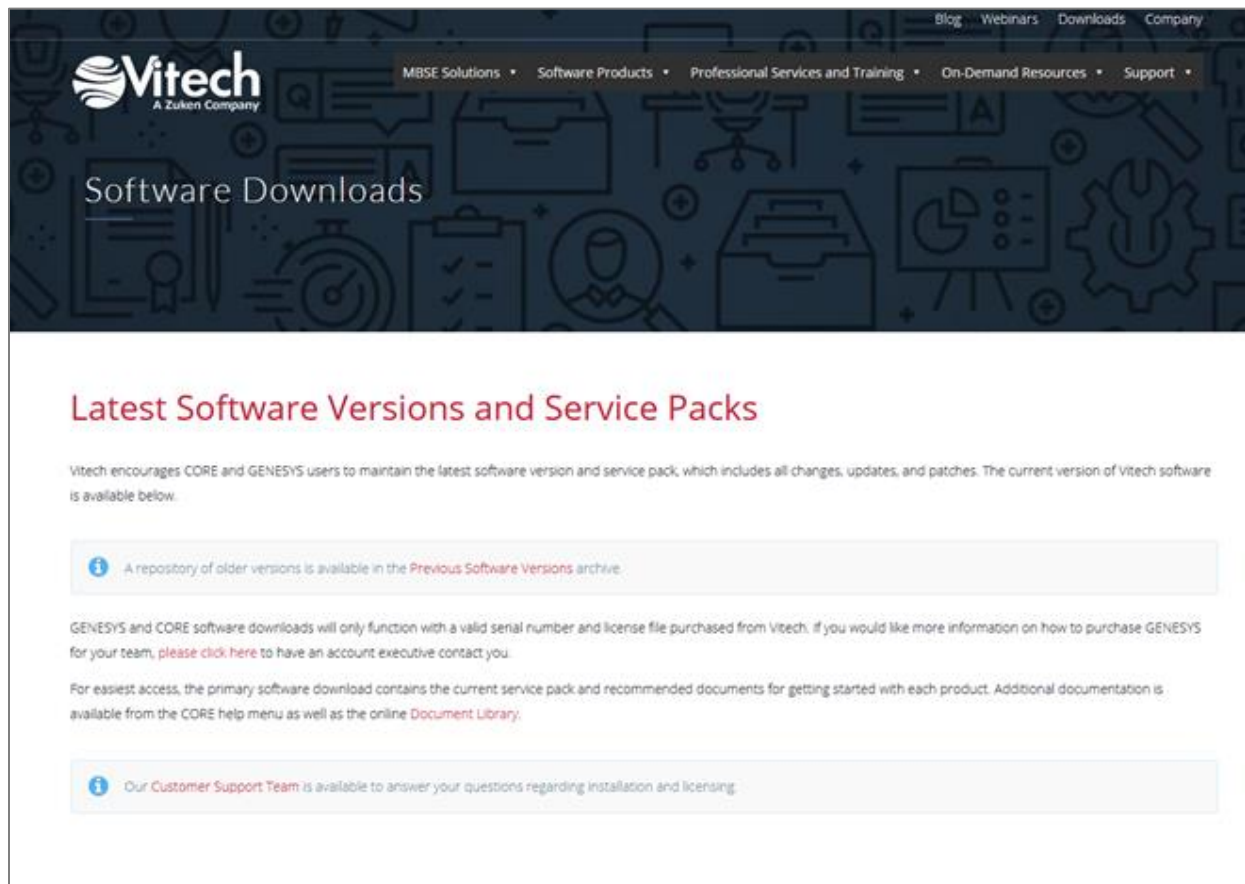 Blog Webinars Downloads Company
Vitech
A Zuken Company
MBSE Solutions • Software Products • Professional Services and Training • On-Demand Resources • Support •
Software Downloads
Latest Software Versions and Service Packs
Vitech encourages CORE and GENESYS users to maintain the latest software version and service pack, which includes all changes, updates, and patches. The current version of Vitech software
is available below.
A repository of older versions is available in the Previous Software Versions archive.
GENESYS and CORE software downloads will only function with a valid serial number and license file purchased from Vitech. If you would like more information on how to purchase GENESYS
for your team, please click here to have an account executive contact you.
For easiest access, the primary software download contains the current service pack and recommended documents for getting started with each product. Additional documentation is
available from the CORE help menu as well as the online Document Library.
Our Customer Support Team is available to answer your questions regarding installation and licensing.